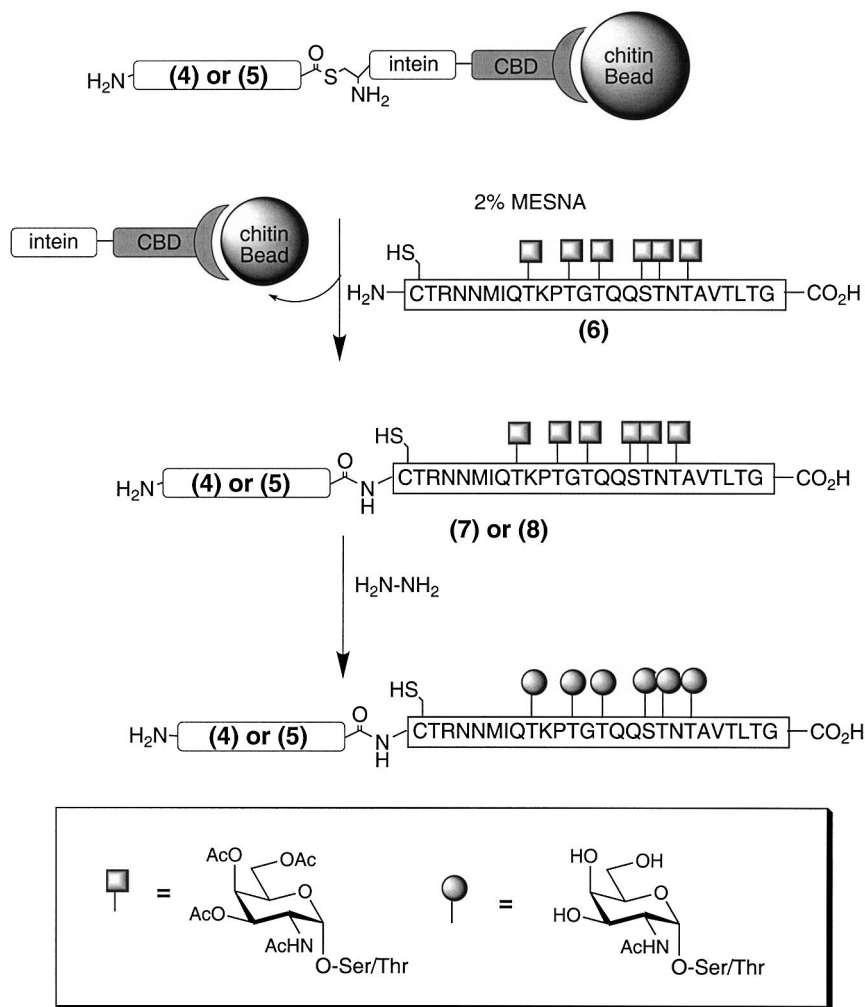 H₂N (4) or (5) O S NH₂ intein CBD chitin Bead
2% MESNA
intein CBD chitin Bead
HS
H₂N CTRNNMIQTKPTGTQQSTNTAVTLTG CO₂H
(6)
HS
H₂N (4) or (5) O N H CTRNNMIQTKPTGTQQSTNTAVTLTG CO₂H
(7) or (8)
H₂N-NH₂
HS
H₂N (4) or (5) O N H CTRNNMIQTKPTGTQQSTNTAVTLTG CO₂H
= AcO OAc O AcO AcHN O-Ser/Thr
= HO OH O HO AcHN O-Ser/Thr